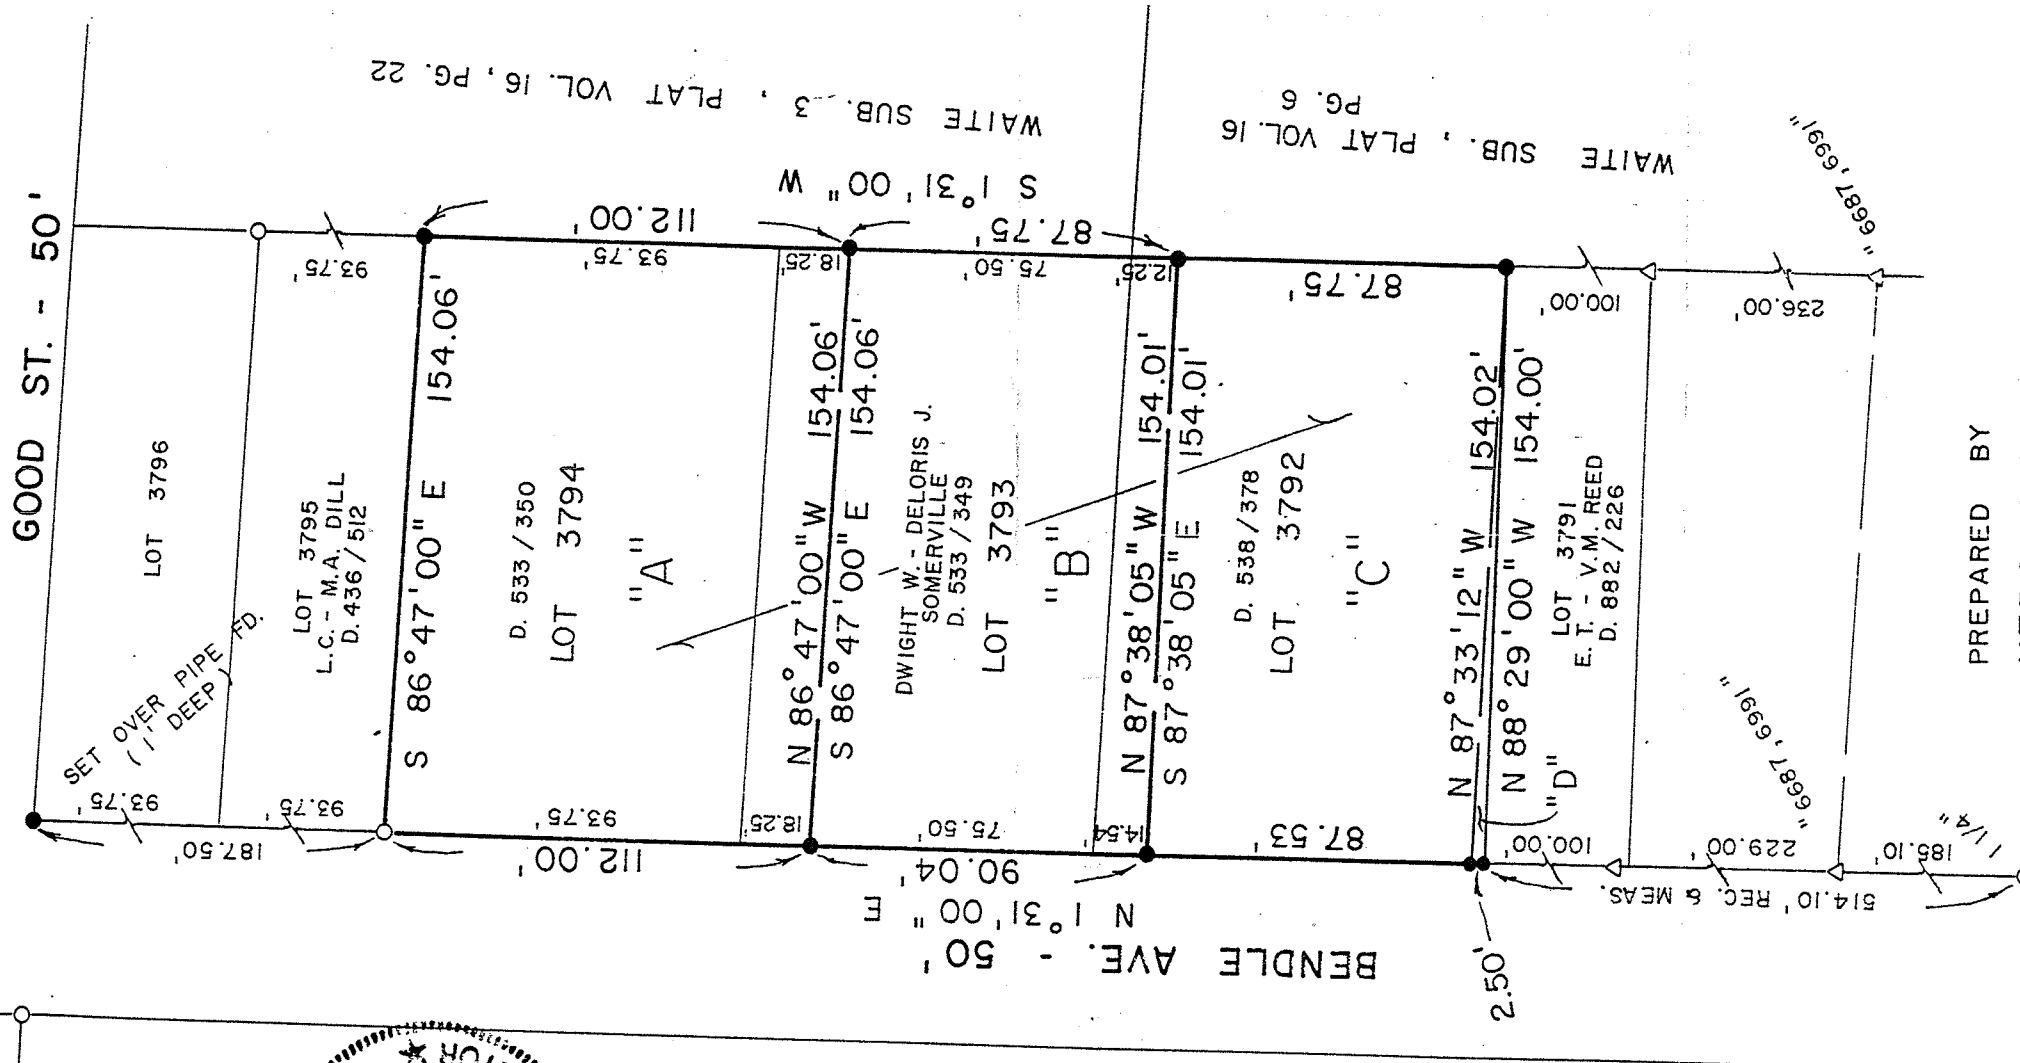 GOOD ST. - 50'
WAITE SUB. 3, PLAT VOL. 16, PG. 22
WAITE SUB., PLAT VOL. 16
PG. 6
S 1°31'00" W
112.00'
87.75'
87.75'
93.75'
93.75'
18.25'
75.50'
12.25'
100.00'
236.00'
"6687, 6991"
LOT 3796
LOT 3795
L.C. - M.A. DILL
D. 436/512
S 86°47'00" E 154.06'
D. 533/350
LOT 3794
"A"
N 86°47'00" W 154.06'
S 86°47'00" E 154.06'
DWIGHT W. - DELORIS J.
SOMERVILLE
D. 533/349
LOT 3793
"B"
N 87°38'05" W 154.01'
S 87°38'05" E 154.01'
D. 538/378
LOT 3792
"C"
N 87°33'12" W 154.02'
N 88°29'00" W 154.00'
LOT 3791
E.T. - V.M. REED
D. 882/226
"D"
"6687, 6991"
PREPARED BY
SET OVER PIPE FD.
(1' DEEP)
93.75'
93.75'
93.75'
18.25'
75.50'
14.54'
87.53'
100.00'
229.00'
185.10'
1/4"
187.50'
112.00'
90.04'
514.10' REC. & MEAS.
N 1°31'00" E
BENDLE AVE. - 50'
2.50'